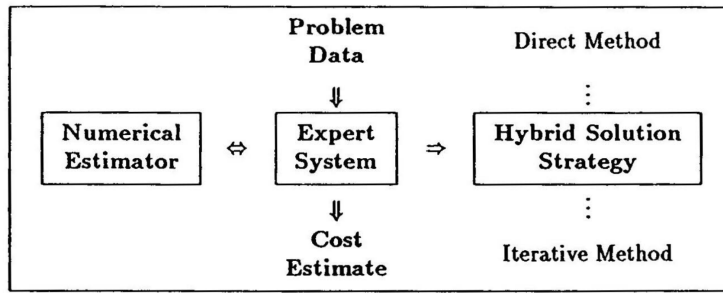 Problem
Data
Direct Method
⇓
⋮
Numerical
Estimator
⇔
Expert
System
⇒
Hybrid Solution
Strategy
⇓
⋮
Cost
Estimate
Iterative Method